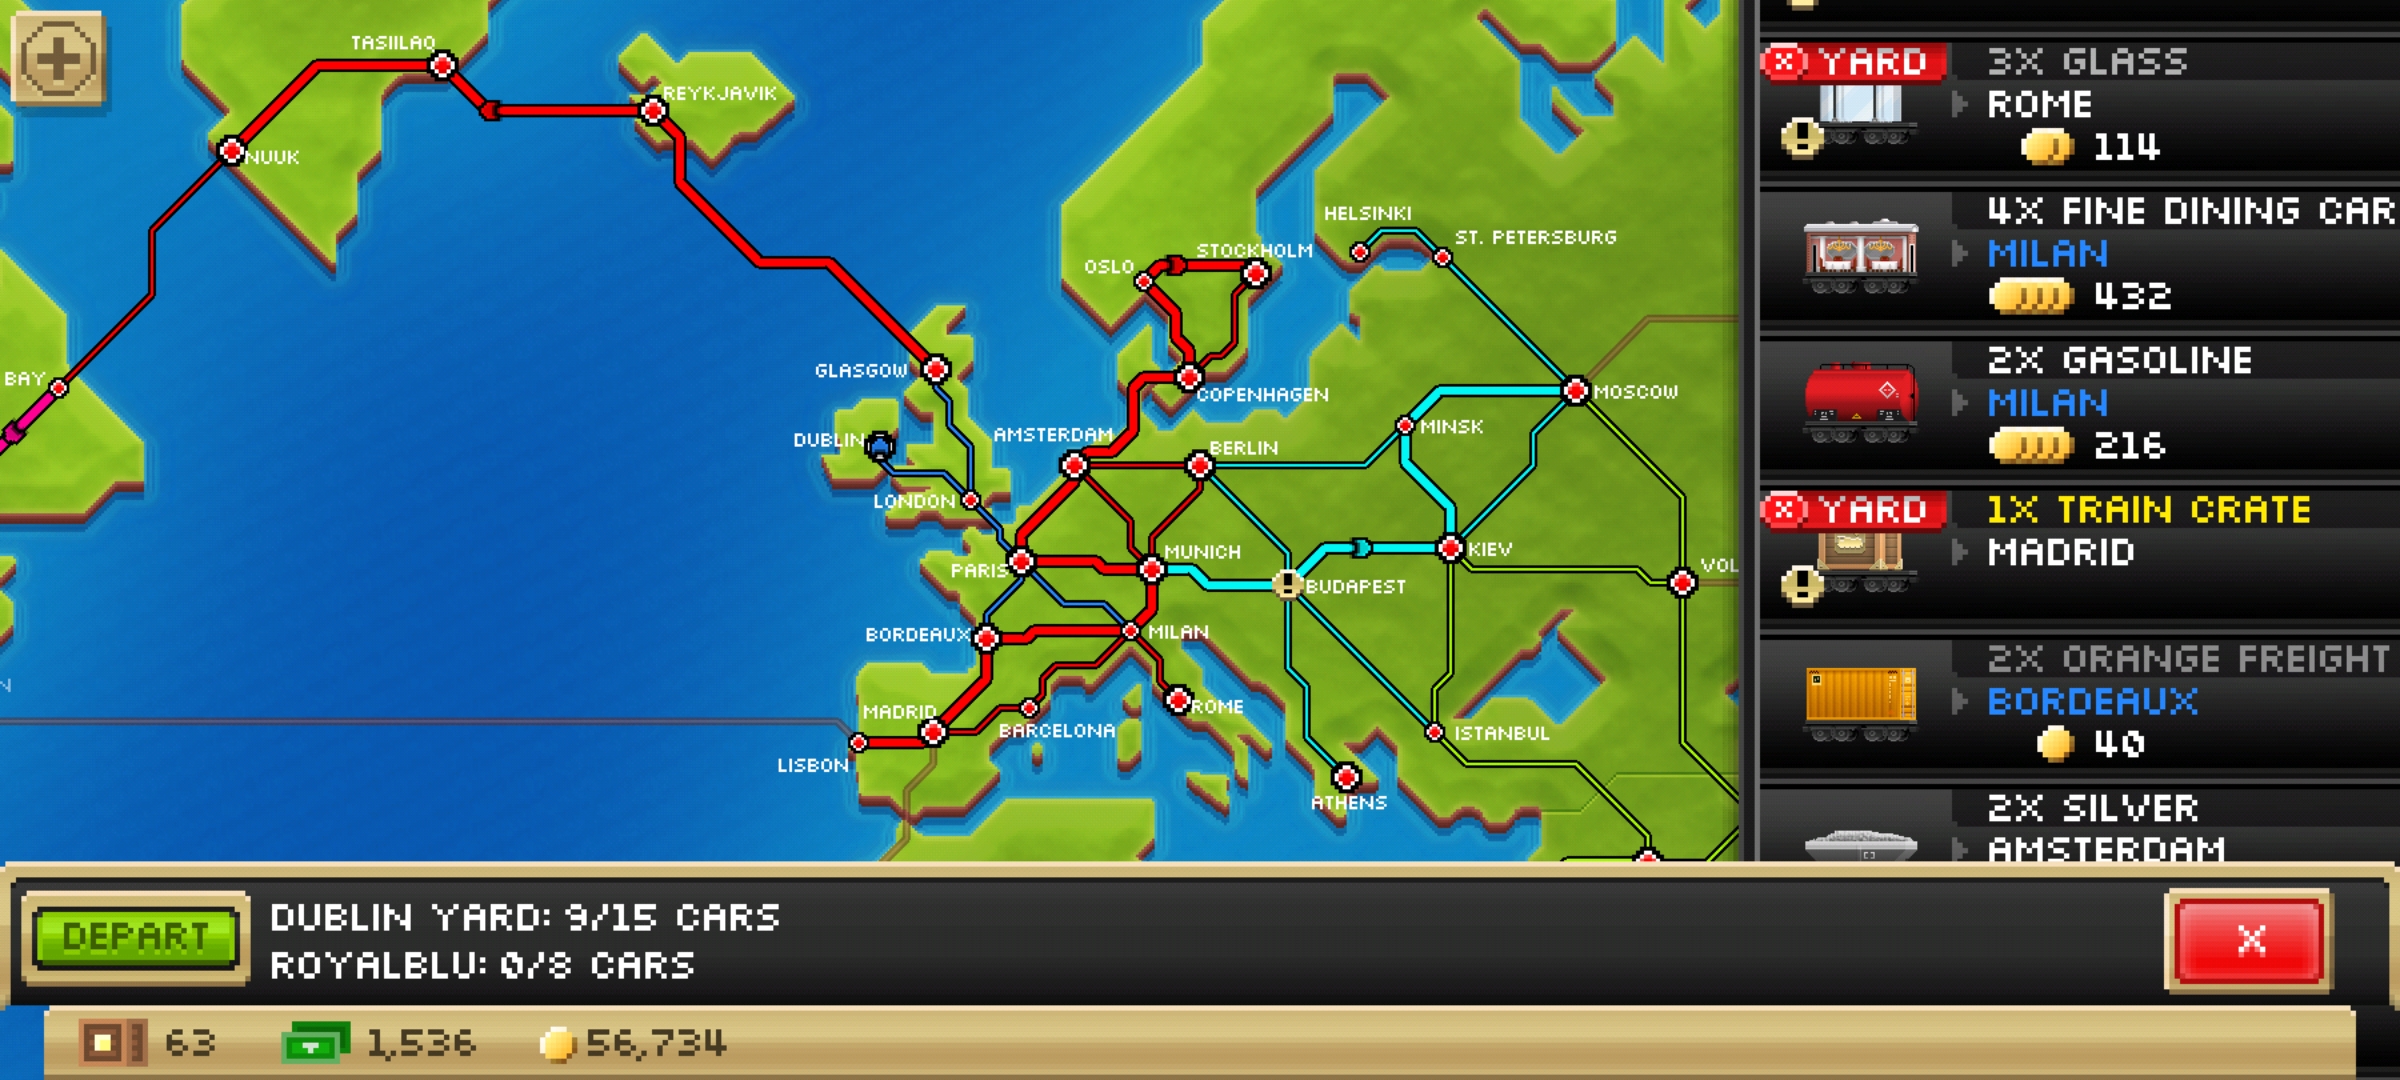 TASIILAQ
REYKJAVIK
NUUK
HELSINKI
ST. PETERSBURG
STOCKHOLM
OSLO
GLASGOW
BAY
COPENHAGEN
MOSCOW
MINSK
DUBLIN
AMSTERDAM
BERLIN
LONDON
MUNICH
KIEV
PARIS
BUDAPEST
VOL
BORDEAUX
MILAN
MADRID
ROME
BARCELONA
ISTANBUL
LISBON
ATHENS
N
YARD
3X GLASS
ROME
114
4X FINE DINING CAR
MILAN
432
2X GASOLINE
MILAN
216
YARD
1X TRAIN CRATE
MADRID
2X ORANGE FREIGHT
BORDEAUX
40
2X SILVER
AMSTERDAM
DEPART
DUBLIN YARD: 9/15 CARS
ROYALBLU: 0/8 CARS
X
63
1,536
56,734